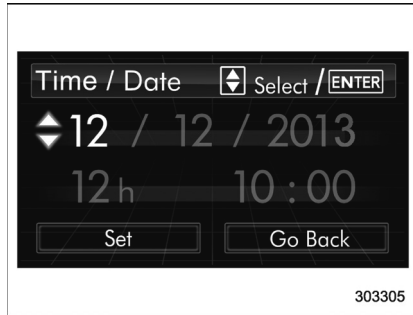 Time / Date Select / ENTER
12 / 12 / 2013
12h 10:00
Set Go Back
303305